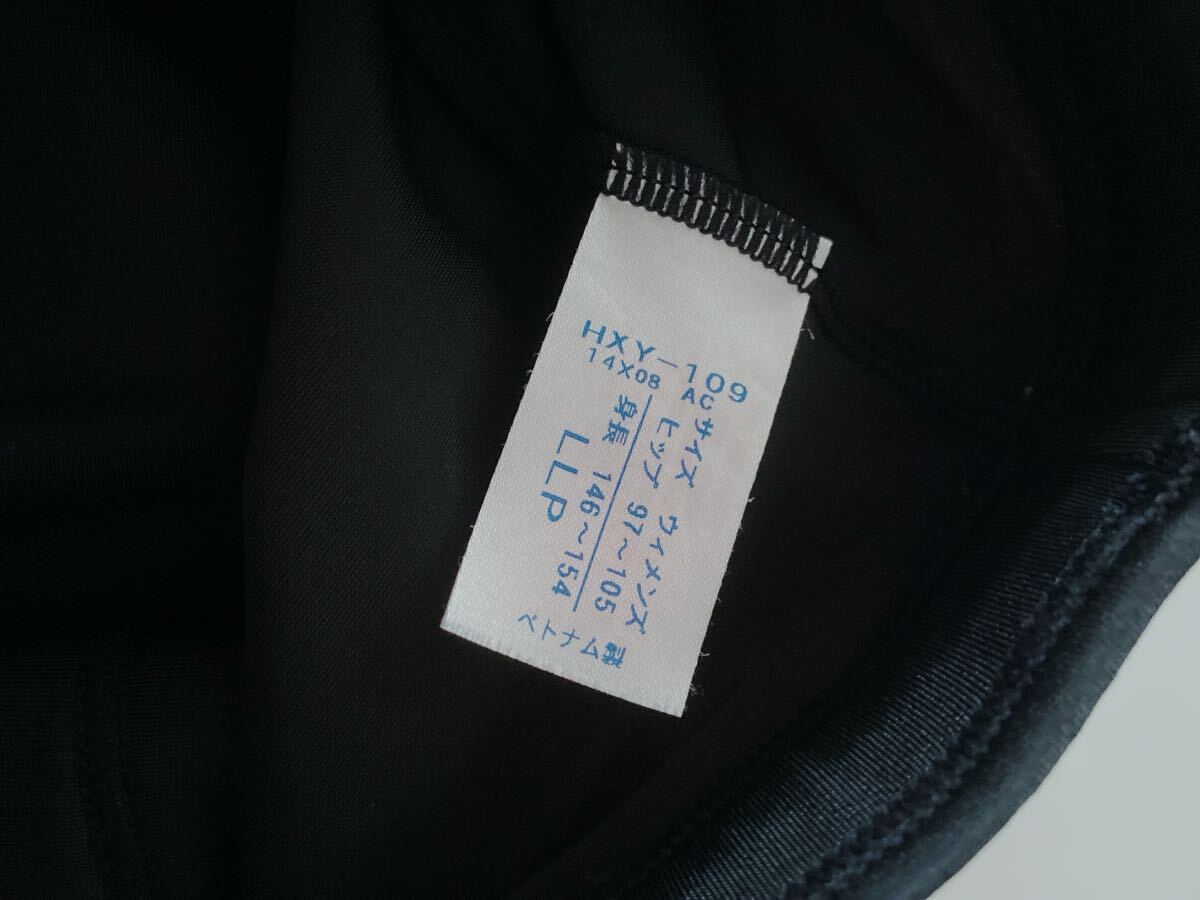 HXY-109
14X08 AC
サイズ ウィメンズ
ヒップ 97～105
身長 146～154
LLP
ベトナム製